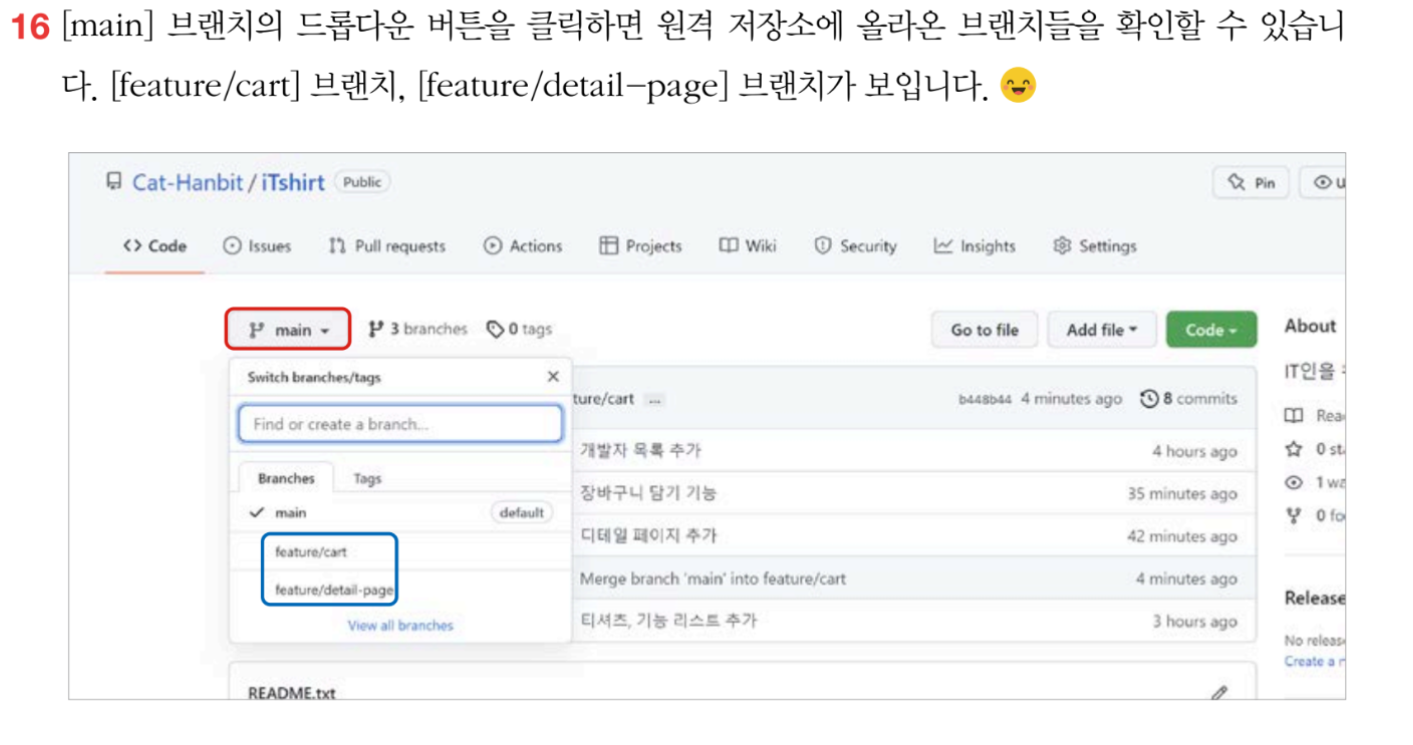 16 [main] 브랜치의 드롭다운 버튼을 클릭하면 원격 저장소에 올라온 브랜치들을 확인할 수 있습니
다. [feature/cart] 브랜치, [feature/detail-page] 브랜치가 보입니다.
Cat-Hanbit / iTshirt Public
Pin
U
Code Issues Pull requests Actions Projects Wiki Security Insights Settings
main 3 branches 0 tags
Go to file Add file Code
About
Switch branches/tags
IT인을
Find or create a branch...
ture/cart ... b448b44 4 minutes ago 8 commits
Rea
개발자 목록 추가 4 hours ago
0 st
Branches Tags
장바구니 담기 기능 35 minutes ago
1 wa
main default
0 fo
디테일 페이지 추가 42 minutes ago
feature/cart
Merge branch 'main' into feature/cart 4 minutes ago
feature/detail-page
Release
티셔츠, 기능 리스트 추가 3 hours ago
View all branches
No releas
Create a r
README.txt